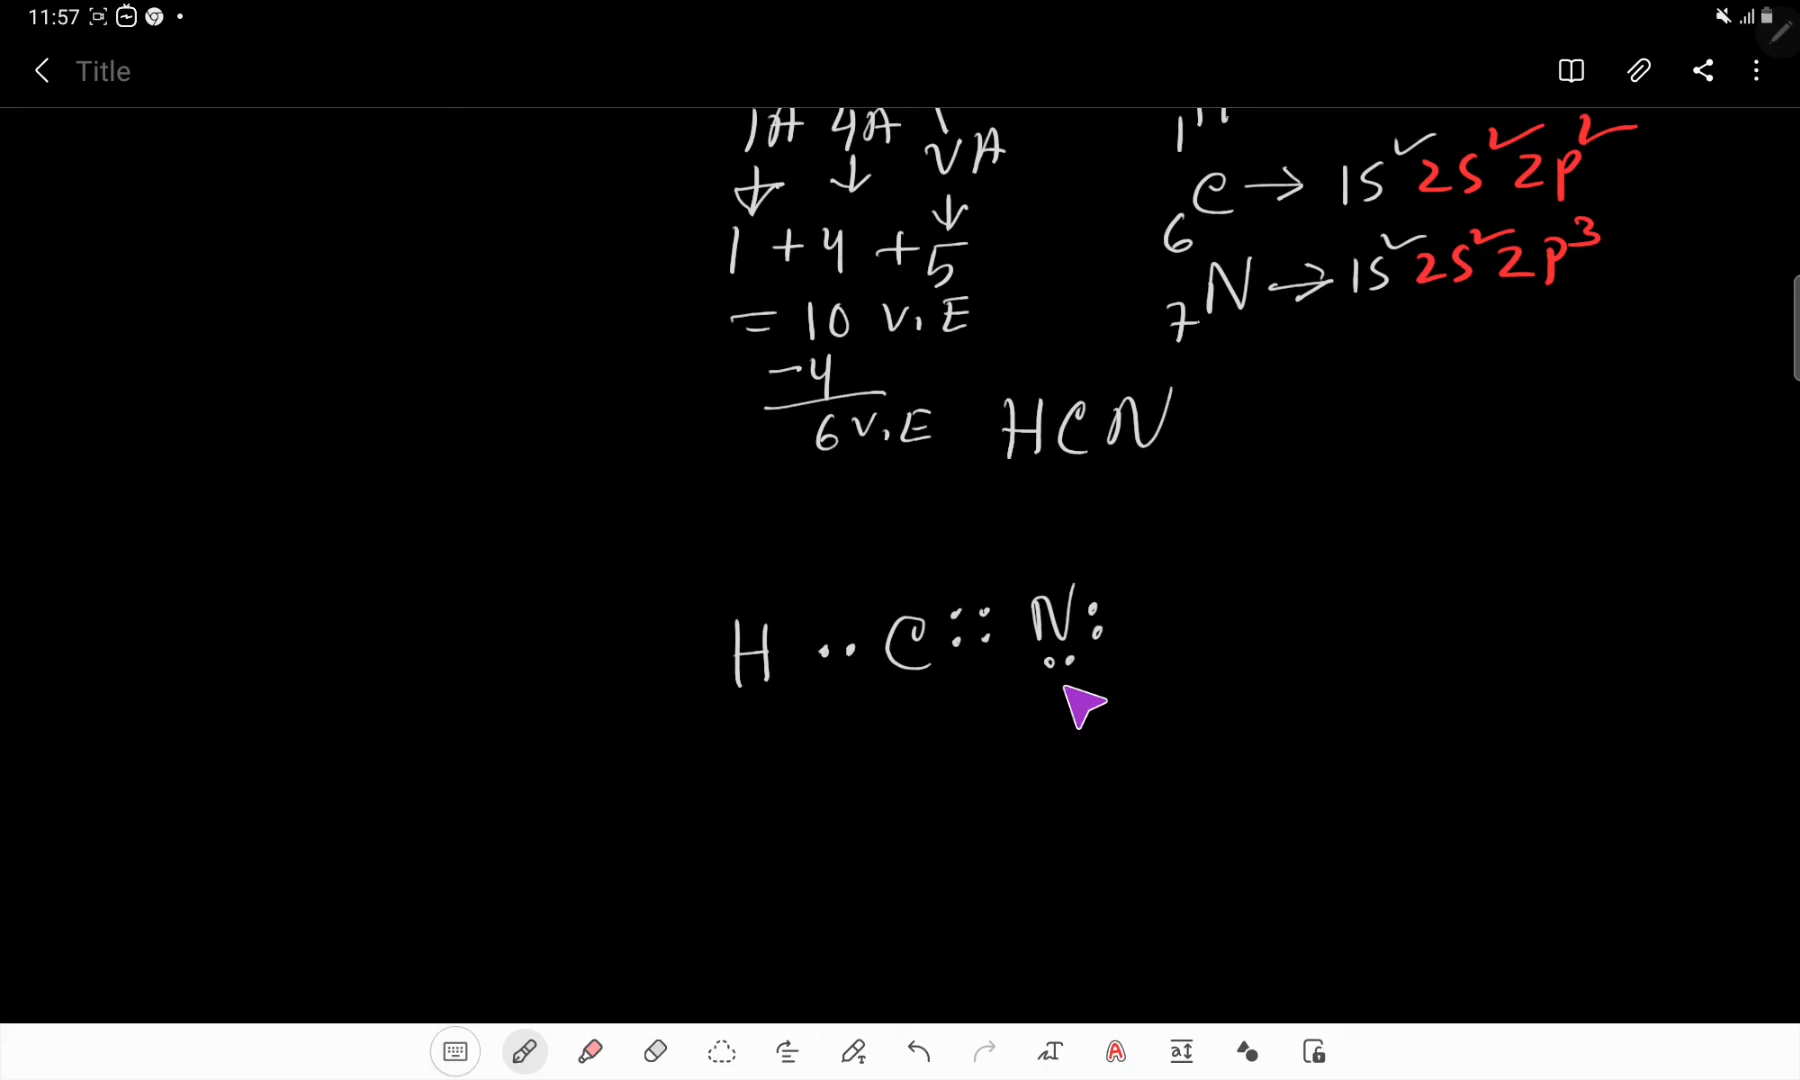 11:57
Title
1A 4A VA
1 + 4 + 5
= 10 V.E
-4
6 V.E
HCN
1H
6C → 1S² 2S² 2p²
7N → 1S² 2S² 2p³
H ·· C :: N: